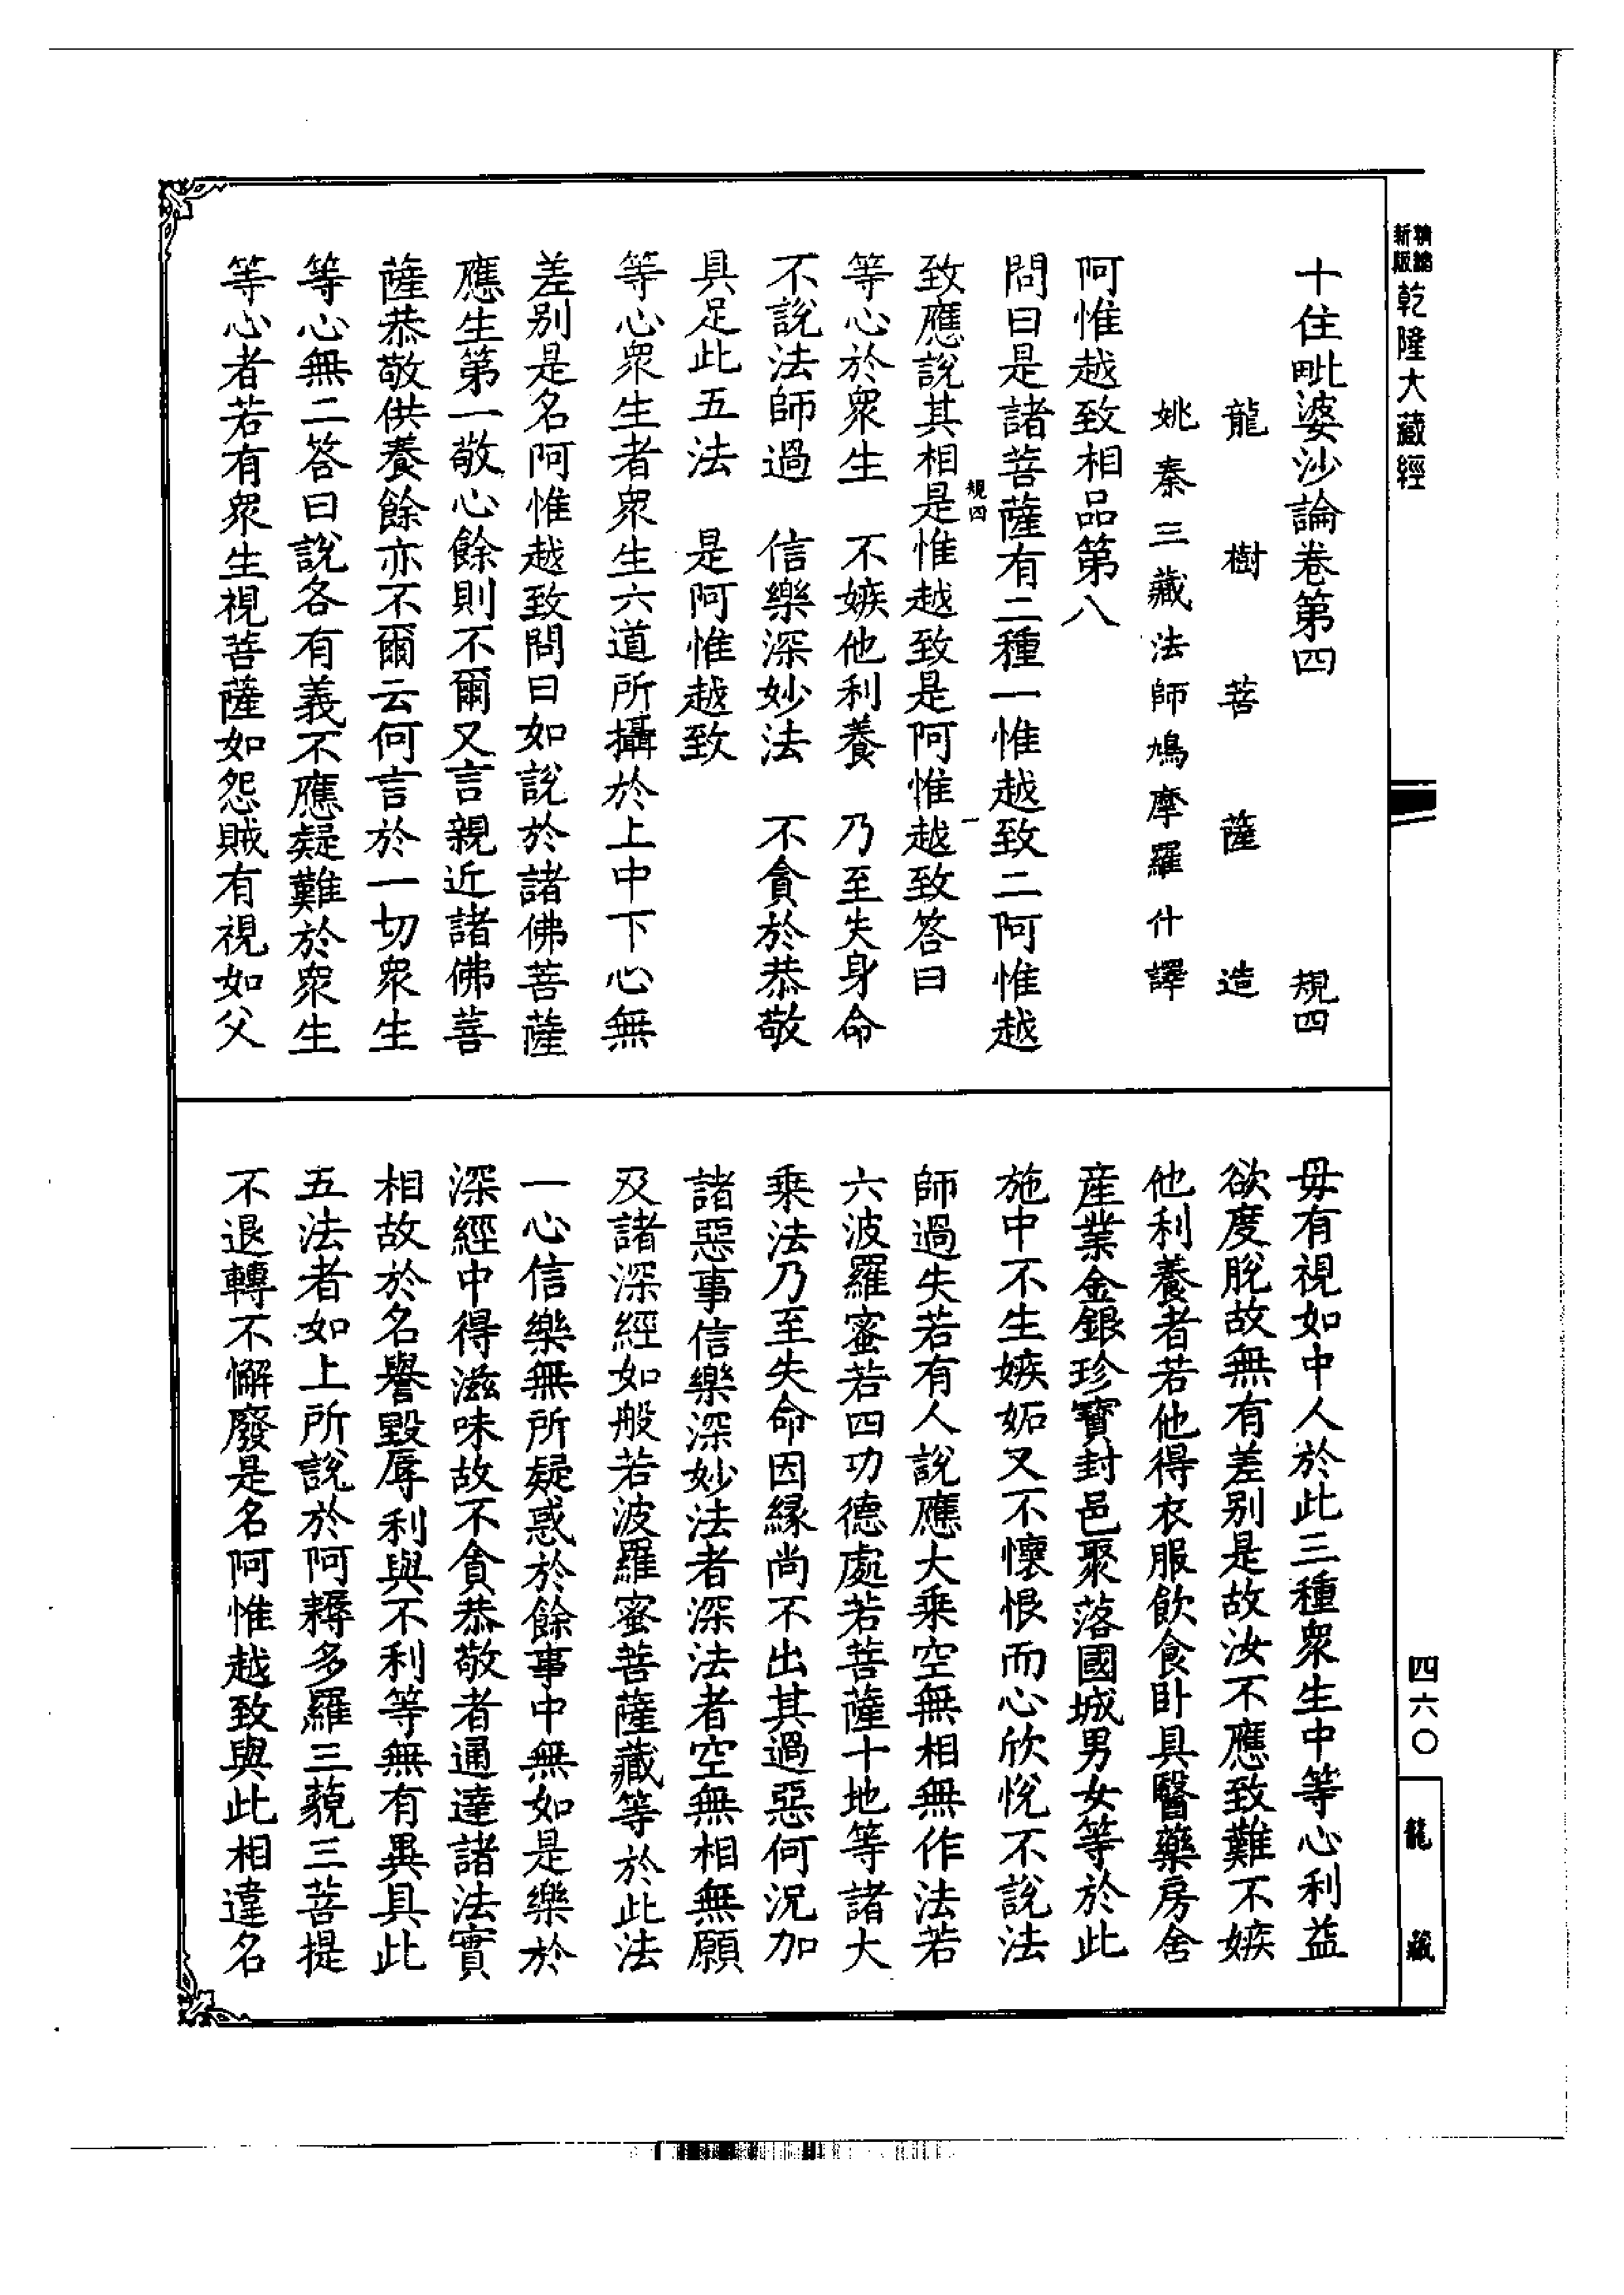 精編
新版
乾隆大藏經
十住毗婆沙論卷第四　規四
龍樹菩薩造
姚秦三藏法師鳩摩羅什譯
阿惟越致相品第八
問曰是諸菩薩有二種一惟越致二阿惟越
規四
一
致應說其相是惟越致是阿惟越致答曰
等心於眾生　不嫉他利養　乃至失身命
不說法師過　信樂深妙法　不貪於恭敬
具足此五法　是阿惟越致
等心眾生者眾生六道所攝於上中下心無
差別是名阿惟越致問曰如說於諸佛菩薩
應生第一敬心餘則不爾又言親近諸佛菩
薩恭敬供養餘亦不爾云何言於一切眾生
等心無二答曰說各有義不應疑難於眾生
等心者若有眾生視菩薩如怨賊有視如父
毋有視如中人於此三種眾生中等心利益
欲度脫故無有差別是故汝不應致難不嫉
他利養者若他得衣服飲食臥具醫藥房舍
產業金銀珍寶封邑聚落國城男女等於此
施中不生嫉妬又不懷恨而心欣悅不說法
師過失若有人說應大乘空無相無作法若
六波羅蜜若四功德處若菩薩十地等諸大
乘法乃至失命因緣尚不出其過惡何況加
諸惡事信樂深妙法者深法者空無相無願
及諸深經如般若波羅蜜菩薩藏等於此法
一心信樂無所疑惑於餘事中無如是樂於
深經中得滋味故不貪恭敬者通達諸法實
相故於名譽毀辱利與不利等無有異具此
五法者如上所說於阿耨多羅三藐三菩提
不退轉不懈廢是名阿惟越致與此相違名
四六〇
龍藏